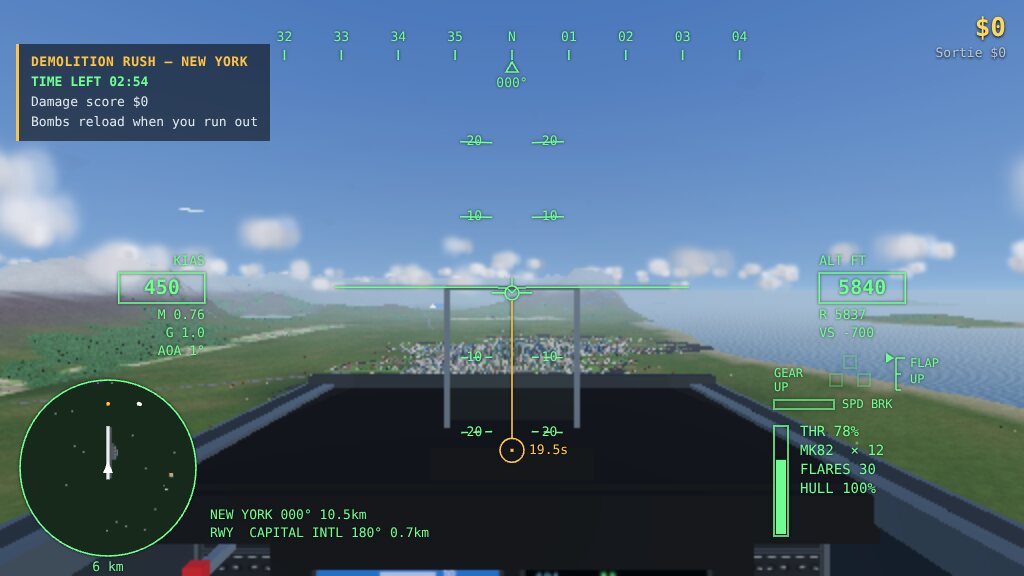 32 33 34 35 N 01 02 03 04
000°
$0
Sortie $0
DEMOLITION RUSH — NEW YORK
TIME LEFT 02:54
Damage score $0
Bombs reload when you run out
20 20
10 10
KIAS
450
M 0.76
G 1.0
AOA 1°
ALT FT
5840
R 5837
VS -700
10 10
20 20
19.5s
GEAR UP
FLAP UP
SPD BRK
THR 78%
MK82 × 12
FLARES 30
HULL 100%
NEW YORK 000° 10.5km
RWY CAPITAL INTL 180° 0.7km
6 km